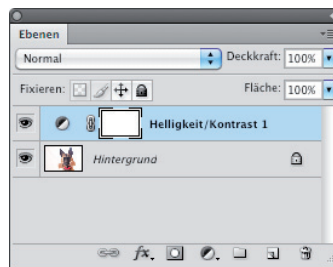 Ebenen
Normal Deckkraft: 100%
Fixieren: Fläche: 100%
Helligkeit/Kontrast 1
Hintergrund
fx.